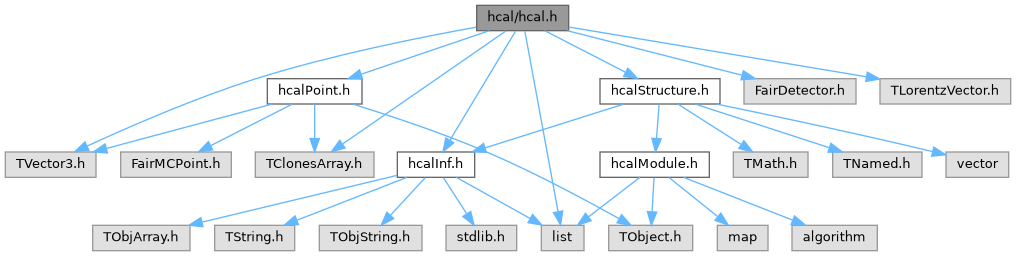 hcal/hcal.h
hcalPoint.h
hcalStructure.h
FairDetector.h
TLorentzVector.h
TVector3.h
FairMCPoint.h
TClonesArray.h
hcalInf.h
hcalModule.h
TMath.h
TNamed.h
vector
TObjArray.h
TString.h
TObjString.h
stdlib.h
list
TObject.h
map
algorithm